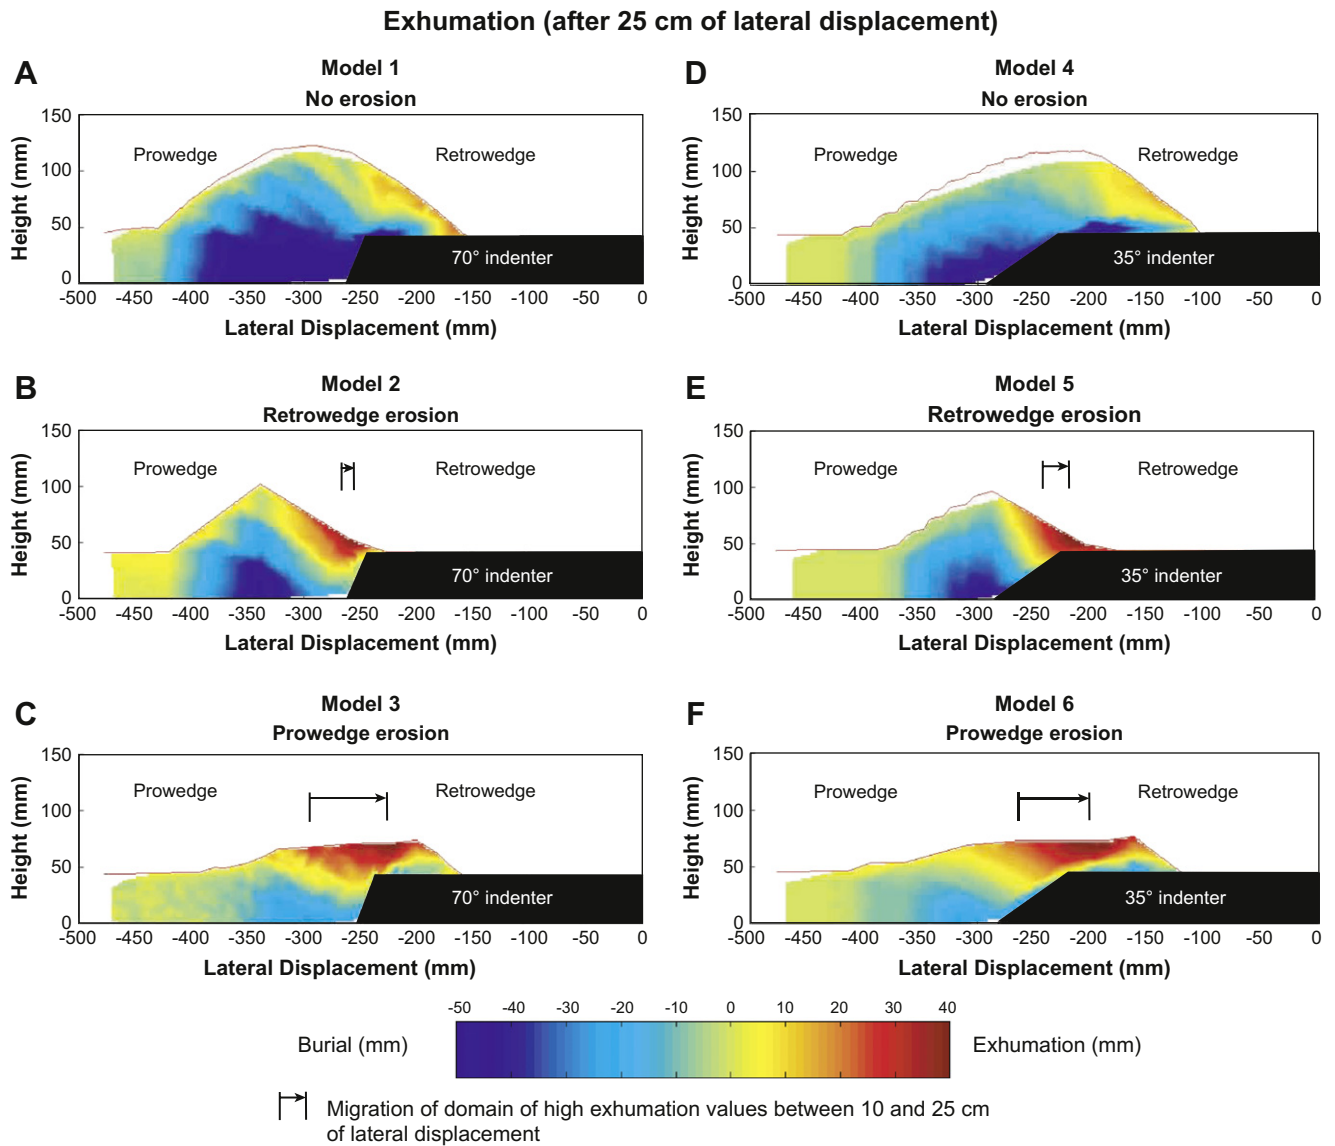 Exhumation (after 25 cm of lateral displacement)
A
Model 1
No erosion
Height (mm)
150
100
50
0
Prowedge
Retrowedge
70° indenter
-500 -450 -400 -350 -300 -250 -200 -150 -100 -50 0
Lateral Displacement (mm)
D
Model 4
No erosion
Height (mm)
150
100
50
0
Prowedge
Retrowedge
35° indenter
-500 -450 -400 -350 -300 -250 -200 -150 -100 -50 0
Lateral Displacement (mm)
B
Model 2
Retrowedge erosion
Height (mm)
150
100
50
0
Prowedge
Retrowedge
70° indenter
-500 -450 -400 -350 -300 -250 -200 -150 -100 -50 0
Lateral Displacement (mm)
E
Model 5
Retrowedge erosion
Height (mm)
150
100
50
0
Prowedge
Retrowedge
35° indenter
-500 -450 -400 -350 -300 -250 -200 -150 -100 -50 0
Lateral Displacement (mm)
C
Model 3
Prowedge erosion
Height (mm)
150
100
50
0
Prowedge
Retrowedge
70° indenter
-500 -450 -400 -350 -300 -250 -200 -150 -100 -50 0
Lateral Displacement (mm)
F
Model 6
Prowedge erosion
Height (mm)
150
100
50
0
Prowedge
Retrowedge
35° indenter
-500 -450 -400 -350 -300 -250 -200 -150 -100 -50 0
Lateral Displacement (mm)
-50 -40 -30 -20 -10 0 10 20 30 40
Burial (mm)
Exhumation (mm)
Migration of domain of high exhumation values between 10 and 25 cm
of lateral displacement